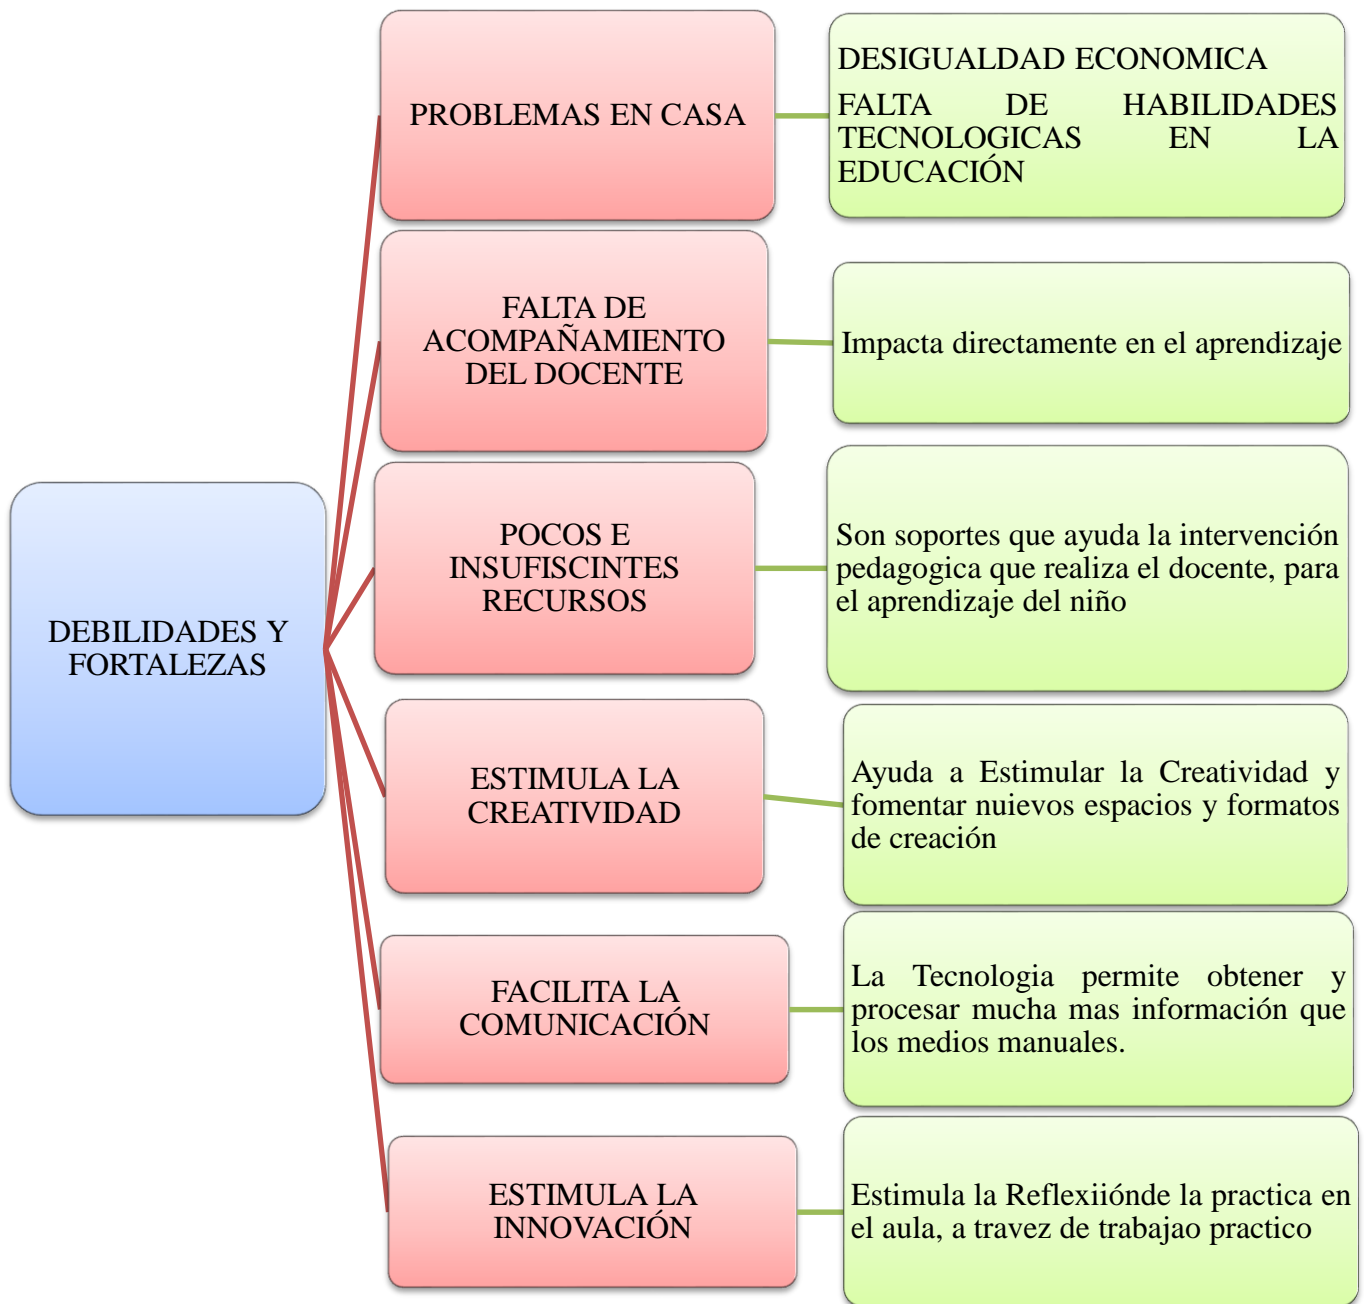 PROBLEMAS EN CASA
DESIGUALDAD ECONOMICA
FALTA DE HABILIDADES
TECNOLOGICAS EN LA
EDUCACIÓN
FALTA DE
ACOMPAÑAMIENTO
DEL DOCENTE
Impacta directamente en el aprendizaje
DEBILIDADES Y
FORTALEZAS
POCOS E
INSUFISCINTES
RECURSOS
Son soportes que ayuda la intervención
pedagogica que realiza el docente, para
el aprendizaje del niño
ESTIMULA LA
CREATIVIDAD
Ayuda a Estimular la Creatividad y
fomentar nuievos espacios y formatos
de creación
FACILITA LA
COMUNICACIÓN
La Tecnologia permite obtener y
procesar mucha mas información que
los medios manuales.
ESTIMULA LA
INNOVACIÓN
Estimula la Reflexiiónde la practica en
el aula, a travez de trabajao practico